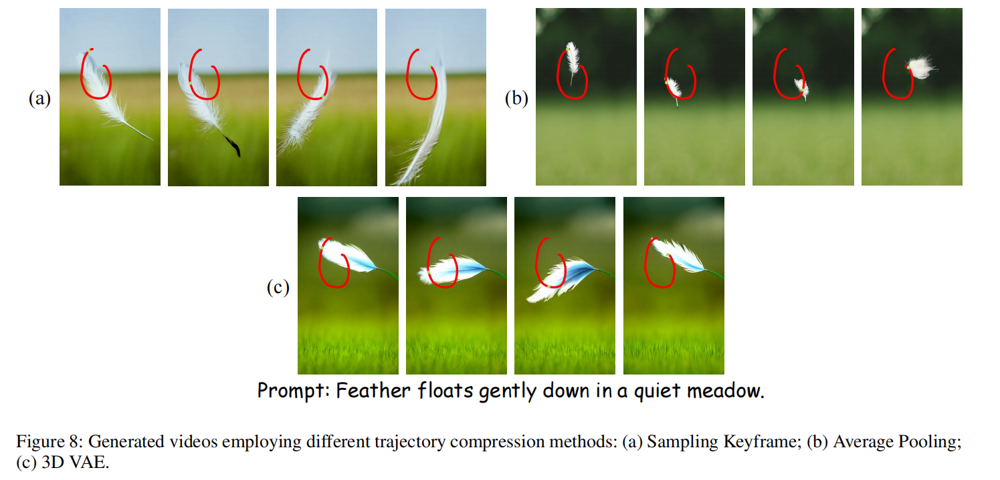 (a)
(b)
(c)
Prompt: Feather floats gently down in a quiet meadow.
Figure 8: Generated videos employing different trajectory compression methods: (a) Sampling Keyframe; (b) Average Pooling;
(c) 3D VAE.